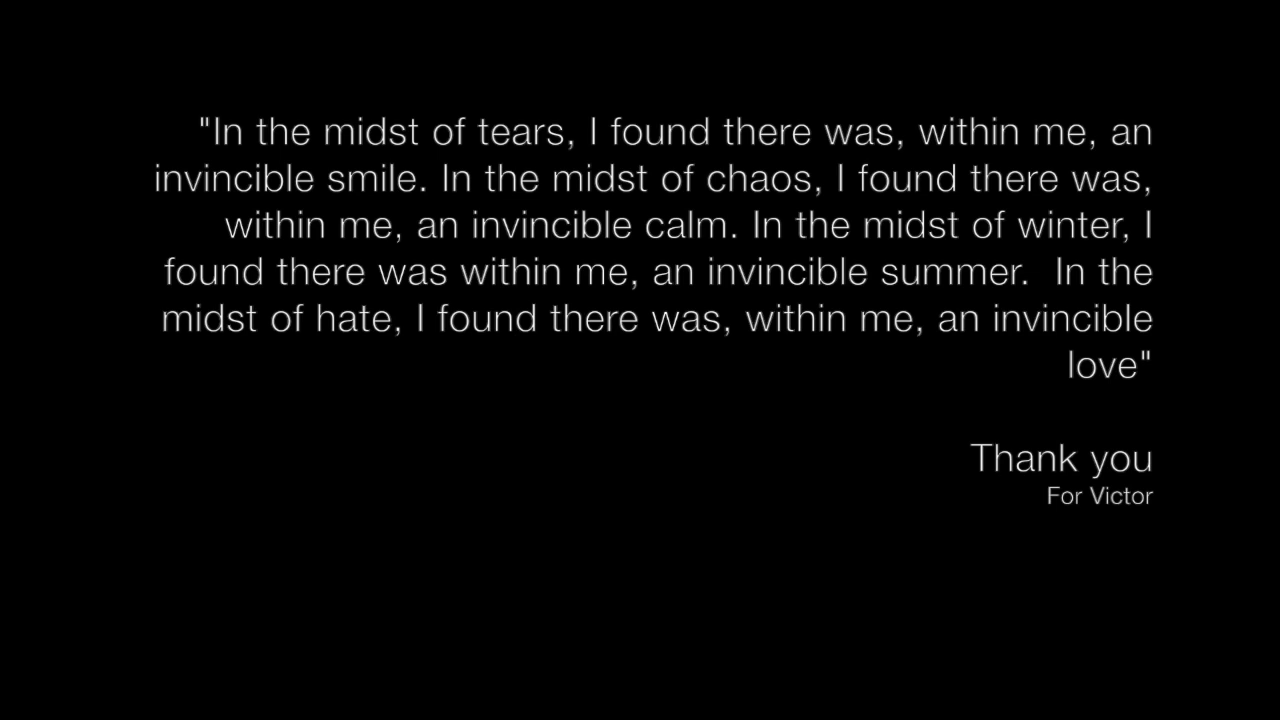 "In the midst of tears, I found there was, within me, an
invincible smile. In the midst of chaos, I found there was,
within me, an invincible calm. In the midst of winter, I
found there was within me, an invincible summer.  In the
midst of hate, I found there was, within me, an invincible
love"
Thank you
For Victor